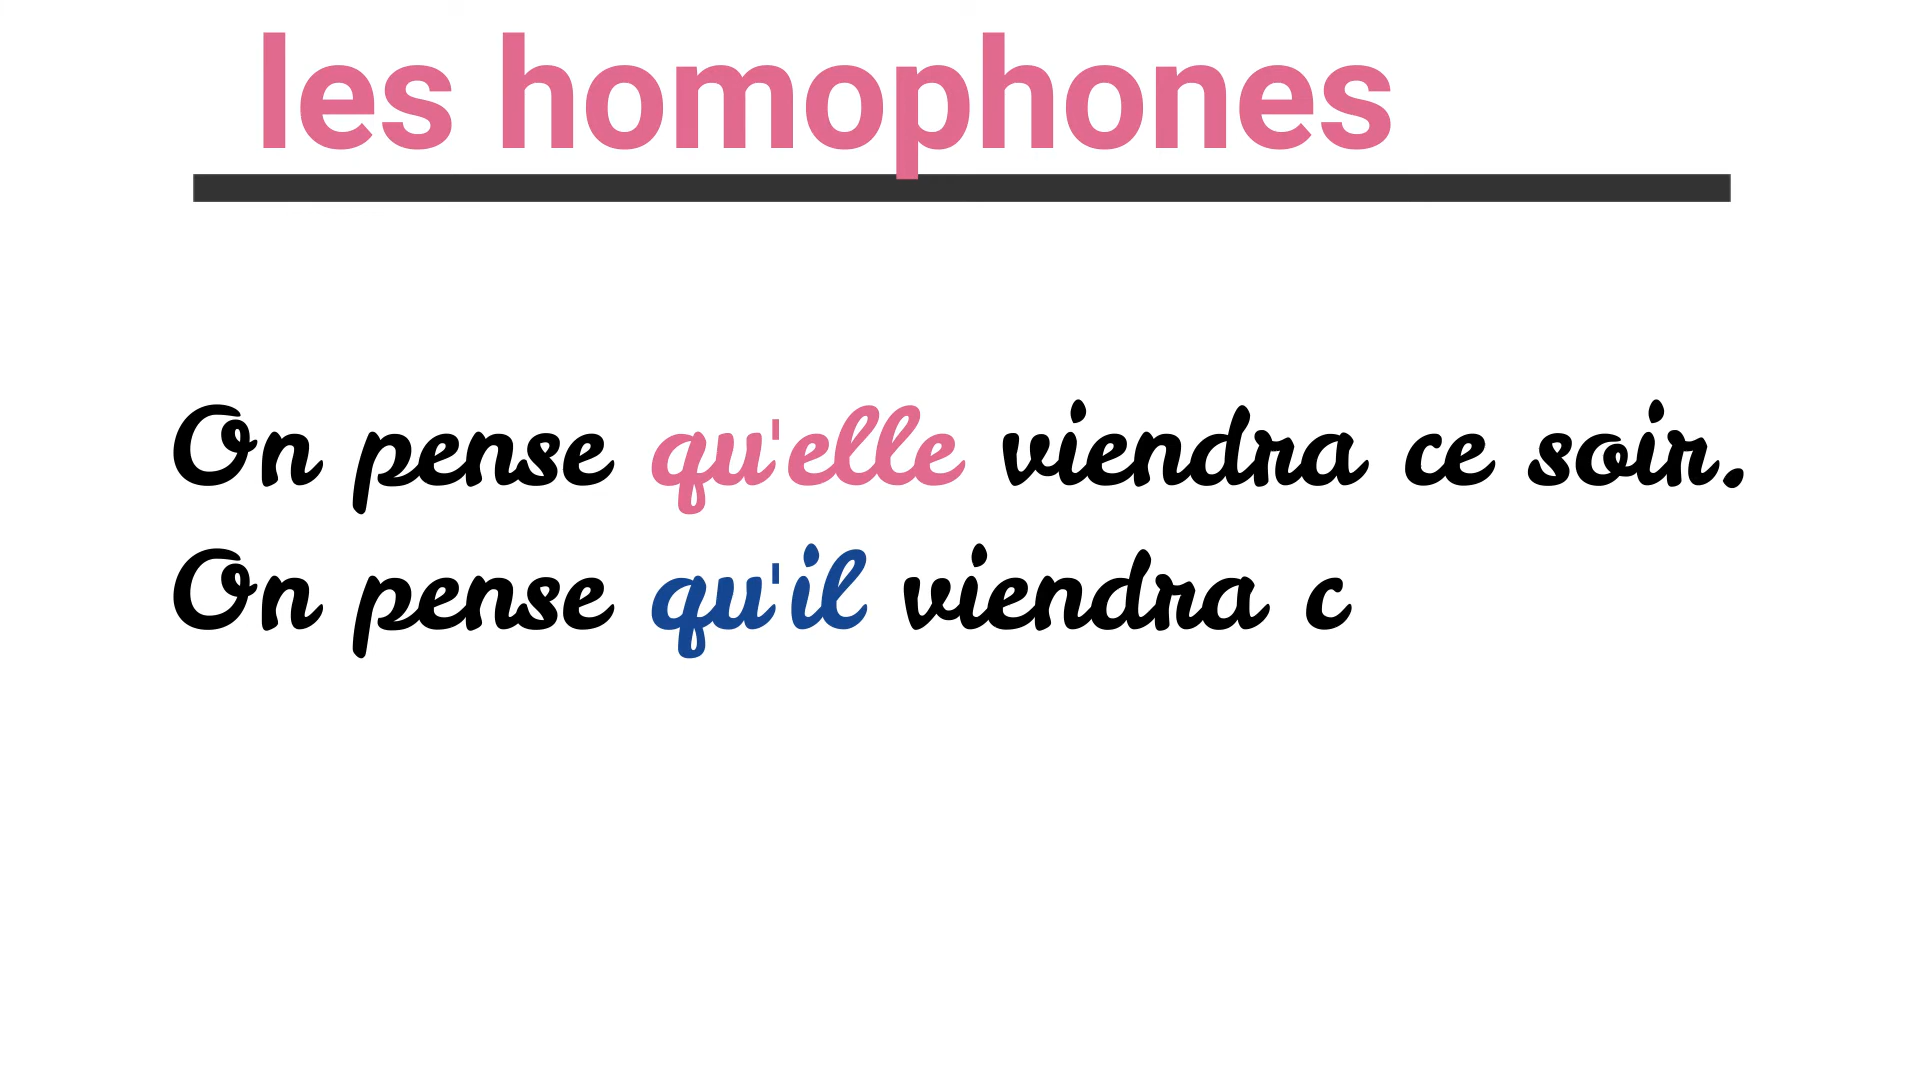 les homophones
On pense qu'elle viendra ce soir.
On pense qu'il viendra c